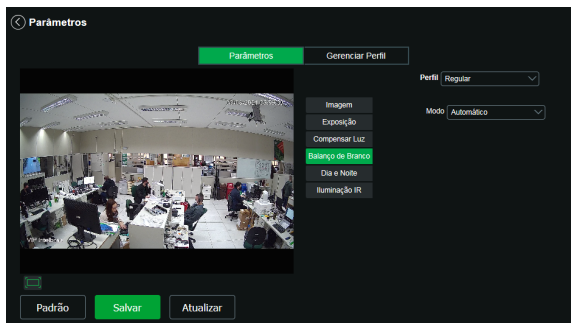 Parâmetros
Parâmetros Gerenciar Perfil
Perfil Regular
Modo Automático
Imagem
Exposição
Compensar Luz
Balanço de Branco
Dia e Noite
Iluminação IR
Padrão Salvar Atualizar